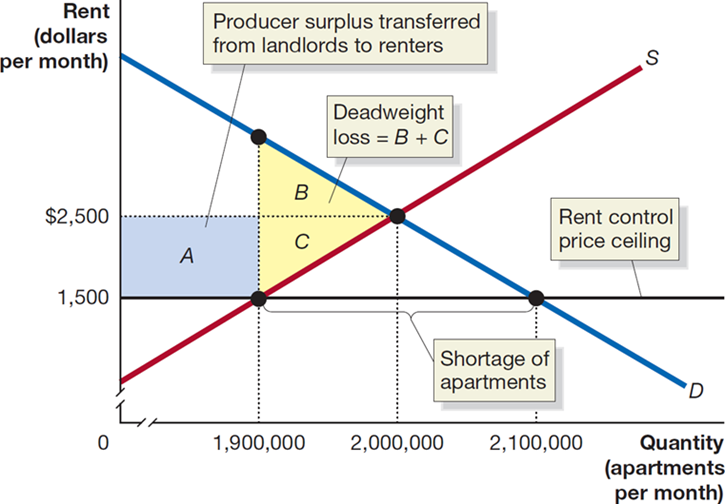 Rent
(dollars
per month)
Producer surplus transferred
from landlords to renters
S
Deadweight
loss = B + C
B
$2,500
C
A
Rent control
price ceiling
1,500
Shortage of
apartments
D
0
1,900,000
2,000,000
2,100,000
Quantity
(apartments
per month)